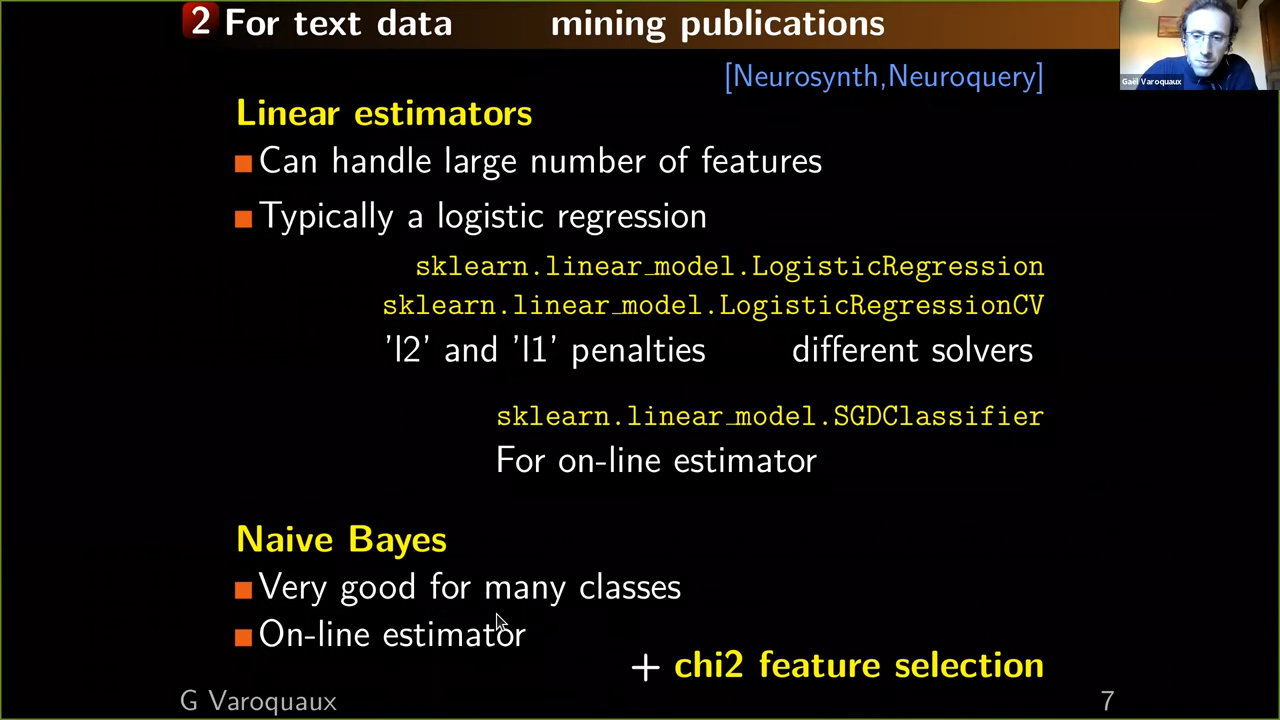 2 For text data mining publications
Gaël Varoquaux
[Neurosynth,Neuroquery]
Linear estimators
Can handle large number of features
Typically a logistic regression
sklearn.linear_model.LogisticRegression
sklearn.linear_model.LogisticRegressionCV
'l2' and 'l1' penalties different solvers
sklearn.linear_model.SGDClassifier
For on-line estimator
Naive Bayes
Very good for many classes
On-line estimator
+ chi2 feature selection
G Varoquaux 7